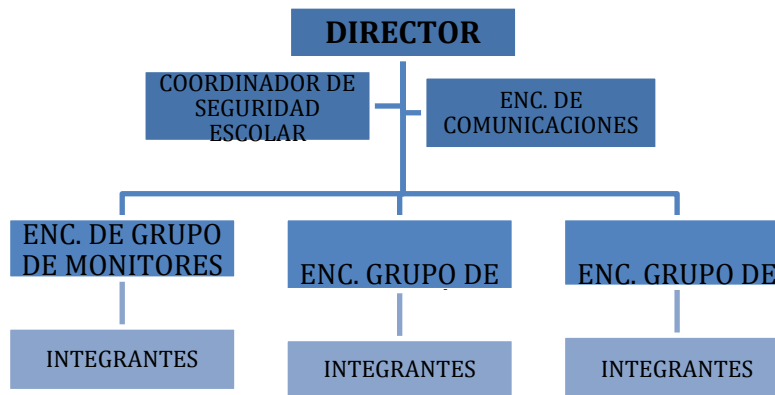 DIRECTOR
COORDINADOR DE
SEGURIDAD
ESCOLAR
ENC. DE
COMUNICACIONES
ENC. DE GRUPO
DE MONITORES
ENC. GRUPO DE
ENC. GRUPO DE
INTEGRANTES
INTEGRANTES
INTEGRANTES